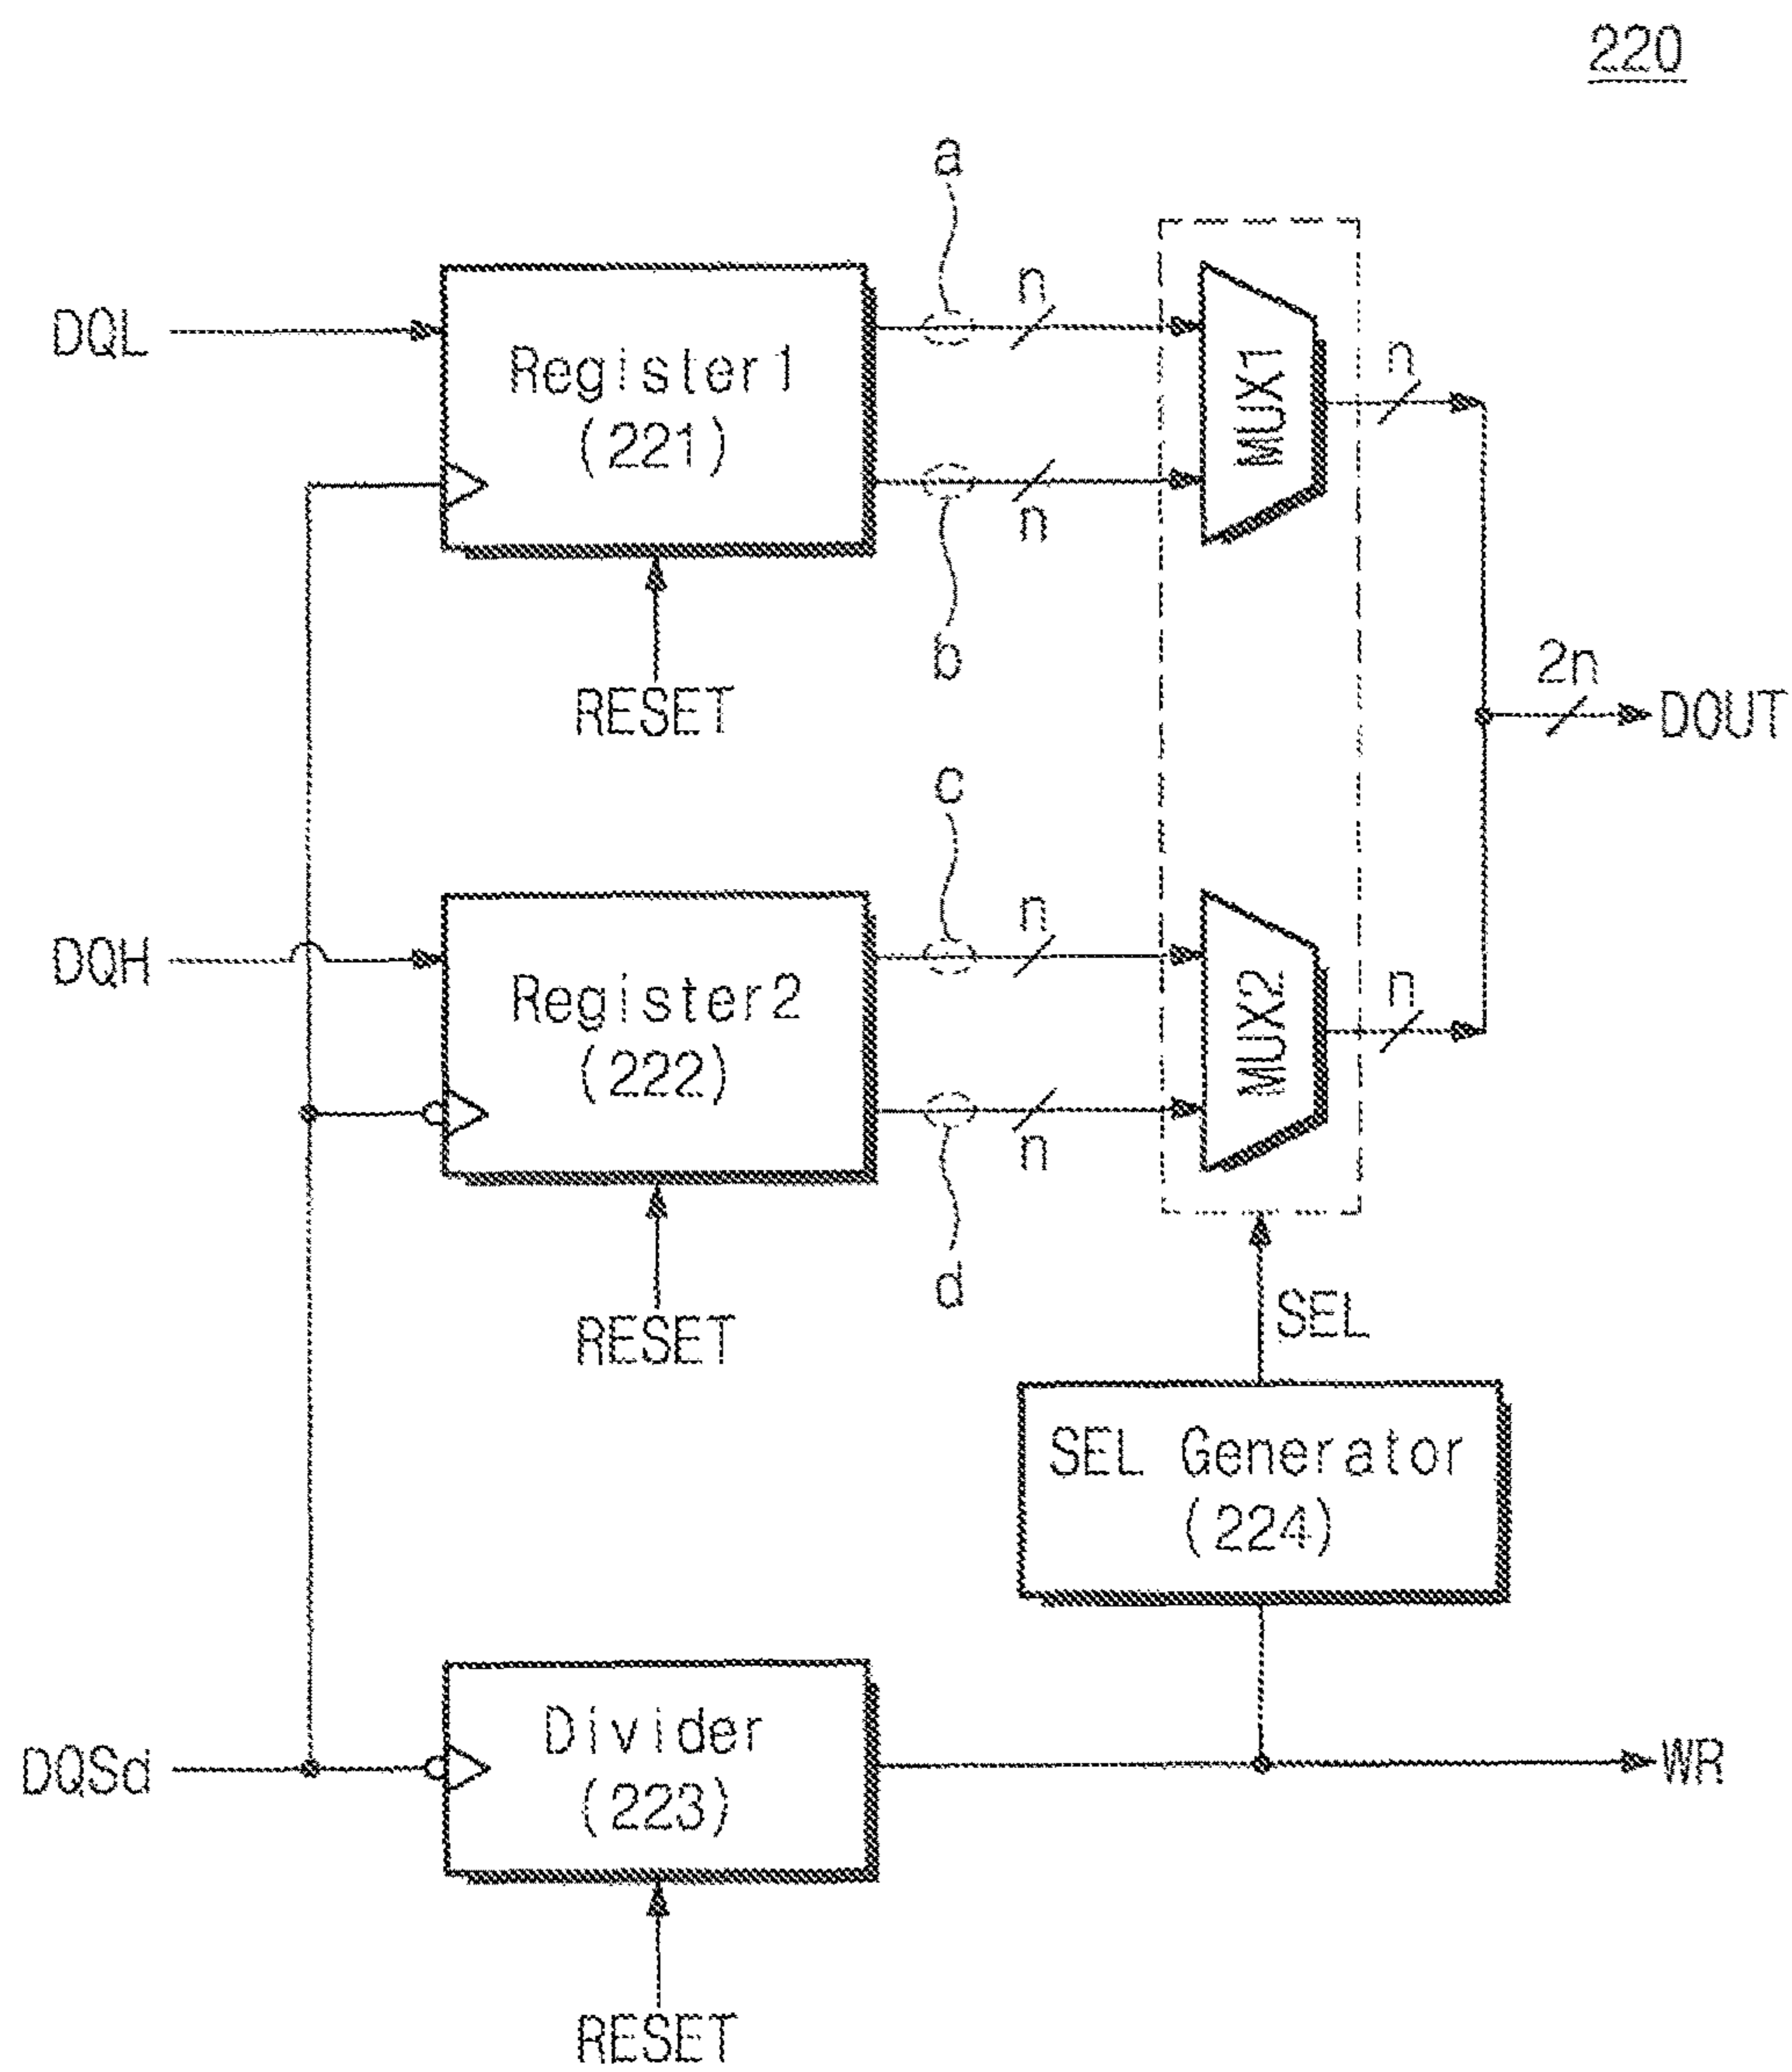 220
a
n
DQL
Register1
(221)
MUX1
n
n
b
RESET
2n
DOUT
c
n
DQH
Register2
(222)
MUX2
n
n
d
RESET
SEL
SEL Generator
(224)
DQSd
Divider
(223)
WR
RESET